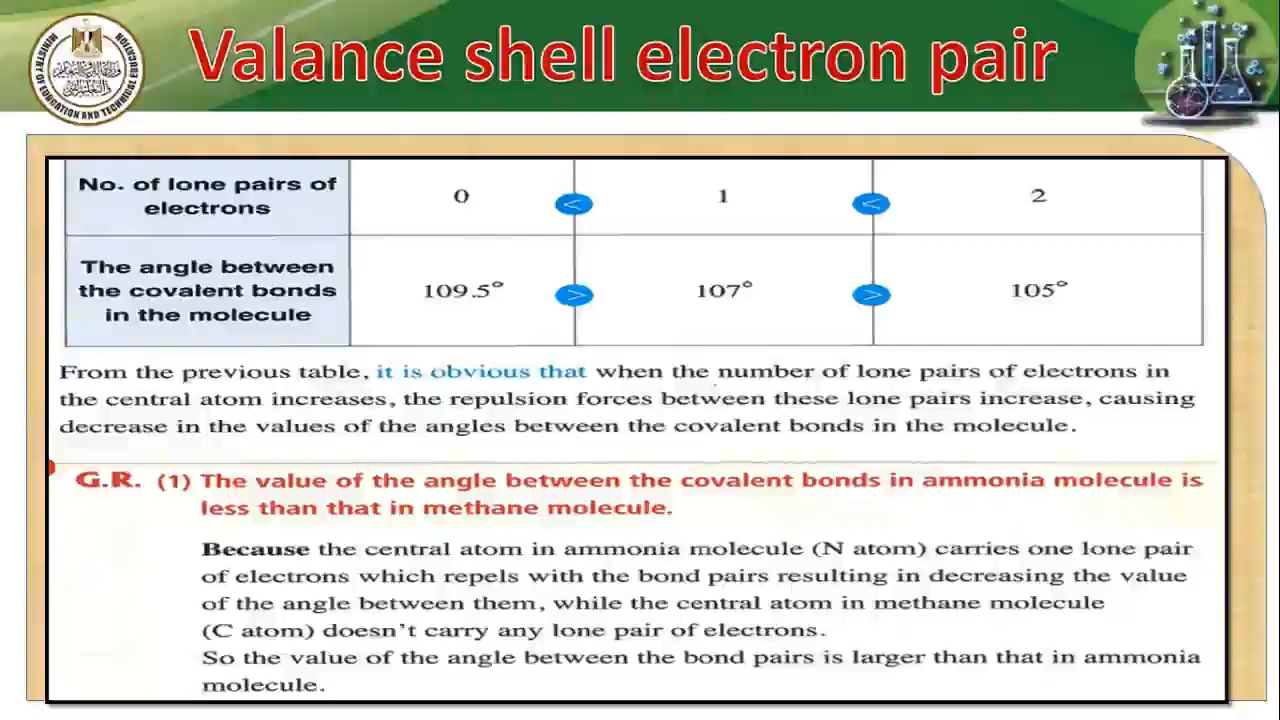 Valance shell electron pair
MINISTRY OF EDUCATION AND TECHNICAL EDUCATION
No. of lone pairs of
electrons
0 < 1 < 2
The angle between
the covalent bonds
in the molecule
109.5° > 107° > 105°
From the previous table, it is obvious that when the number of lone pairs of electrons in
the central atom increases, the repulsion forces between these lone pairs increase, causing
decrease in the values of the angles between the covalent bonds in the molecule.
G.R. (1) The value of the angle between the covalent bonds in ammonia molecule is
less than that in methane molecule.
Because the central atom in ammonia molecule (N atom) carries one lone pair
of electrons which repels with the bond pairs resulting in decreasing the value
of the angle between them, while the central atom in methane molecule
(C atom) doesn't carry any lone pair of electrons.
So the value of the angle between the bond pairs is larger than that in ammonia
molecule.